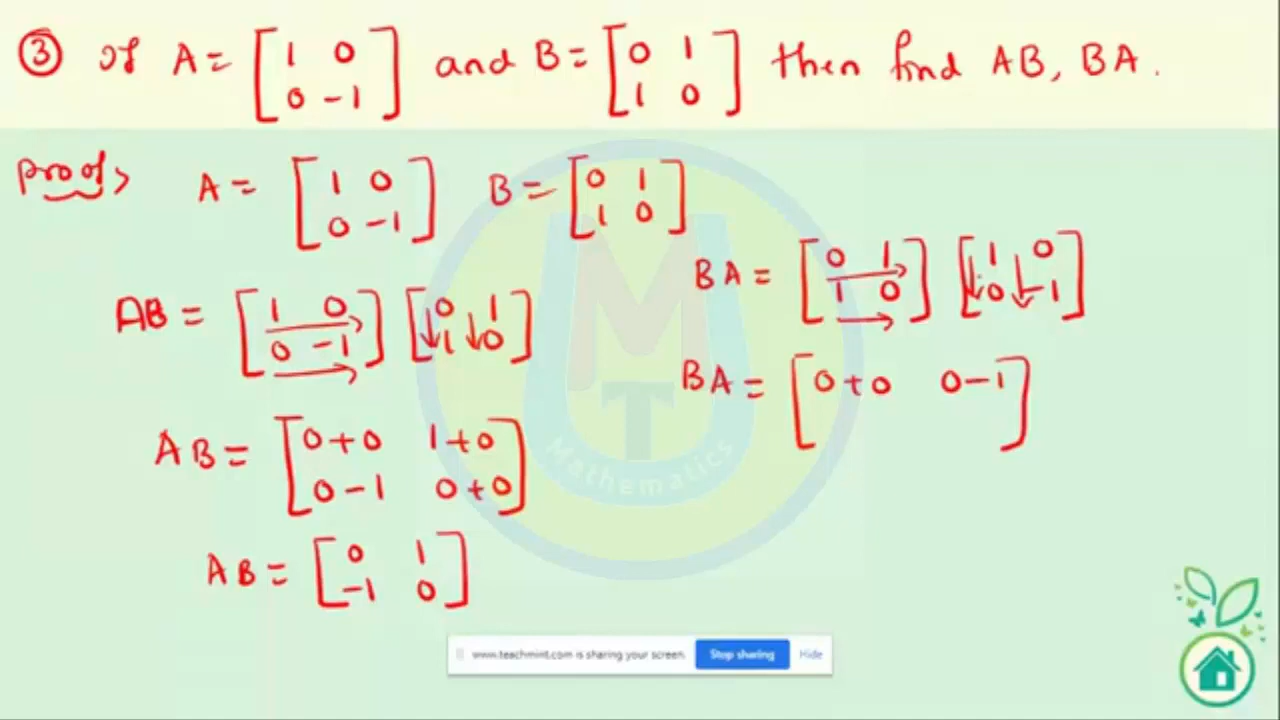 ③ If A = [1 0; 0 -1] and B = [0 1; 1 0] then find AB, BA.
Proof:
A = [1 0; 0 -1] B = [0 1; 1 0]
AB = [1 0; 0 -1] [0 1; 1 0]
AB = [0+0 1+0; 0-1 0+0]
AB = [0 1; -1 0]
BA = [0 1; 1 0] [1 0; 0 -1]
BA = [0+0 0-1]
MT
Mathematics
www.teachmint.com is sharing your screen.
Stop sharing
Hide